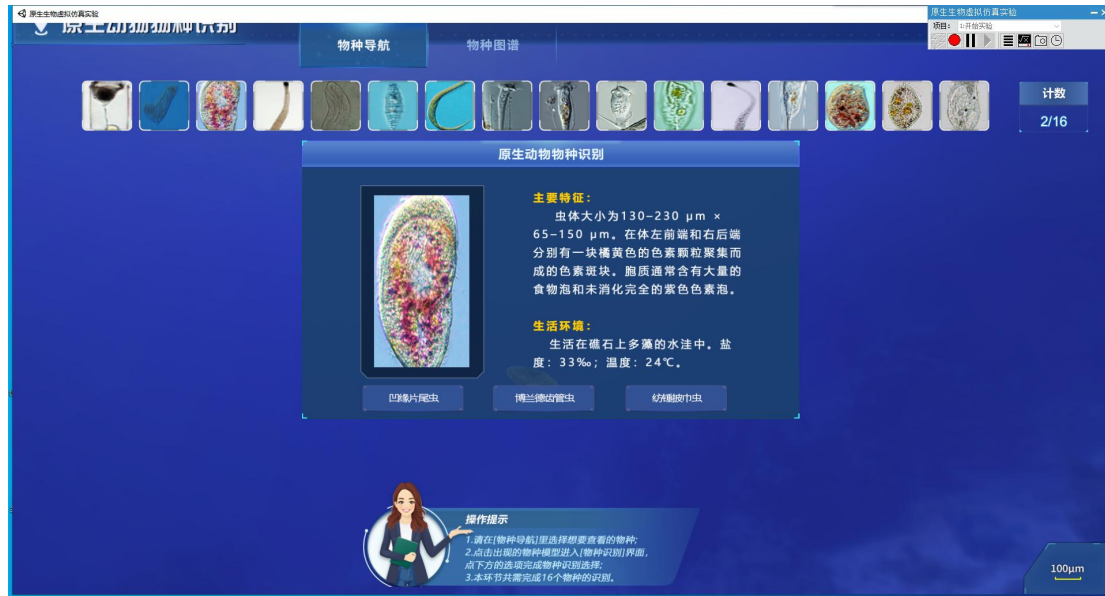 原生生物虚拟仿真实验
原生动物物种识别
物种导航
物种图谱
原生生物虚拟仿真实验
项目: 1:开始实验
计数
2/16
原生动物物种识别
主要特征：
虫体大小为130–230 μm ×
65–150 μm。在体左前端和右后端
分别有一块橘黄色的色素颗粒聚集而
成的色素斑块。胞质通常含有大量的
食物泡和未消化完全的紫色色素泡。
生活环境：
生活在礁石上多藻的水洼中。盐
度：33‰；温度：24℃。
凹缘片尾虫
博兰德齿管虫
纺锤披巾虫
操作提示
1.请在[物种导航]里选择想要查看的物种;
2.点击出现的物种模型进入[物种识别]界面,
点下方的选项完成物种识别选择;
3.本环节共需完成16个物种的识别。
100μm